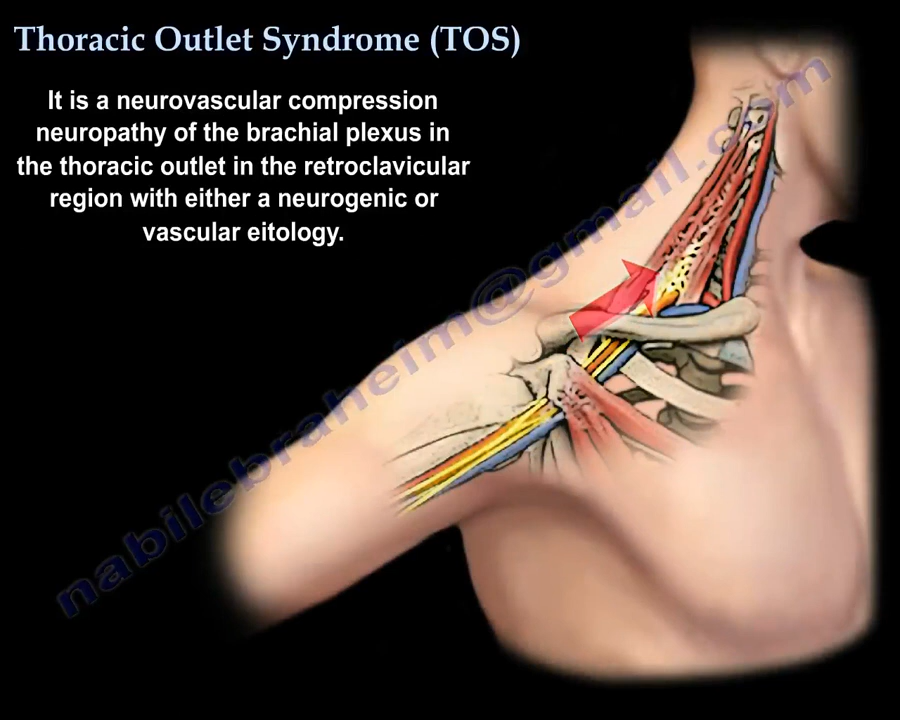 Thoracic Outlet Syndrome (TOS)
It is a neurovascular compression
neuropathy of the brachial plexus in
the thoracic outlet in the retroclavicular
region with either a neurogenic or
vascular eitology.
nabilebraheim@gmail.com